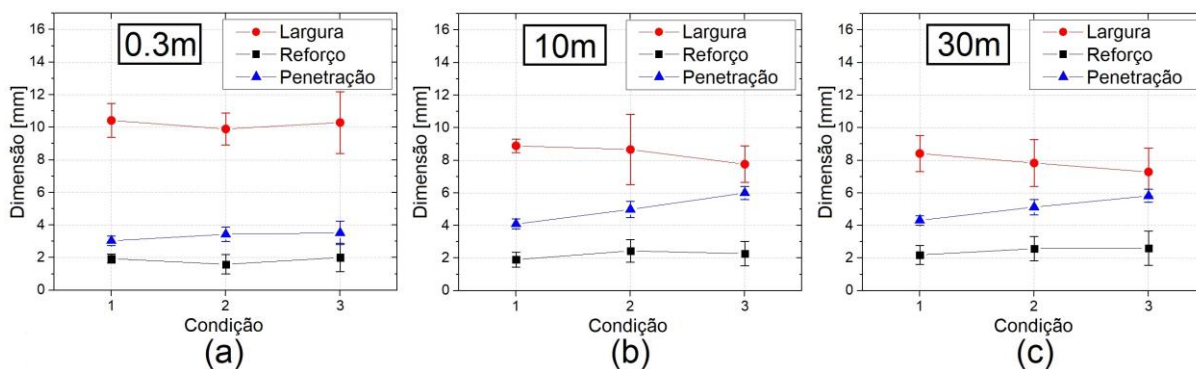 0.3m
Largura
Reforço
Penetração
Dimensão [mm]
16
14
12
10
8
6
4
2
0
1
2
3
Condição
(a)
10m
Largura
Reforço
Penetração
Dimensão [mm]
16
14
12
10
8
6
4
2
0
1
2
3
Condição
(b)
30m
Largura
Reforço
Penetração
Dimensão [mm]
16
14
12
10
8
6
4
2
0
1
2
3
Condição
(c)